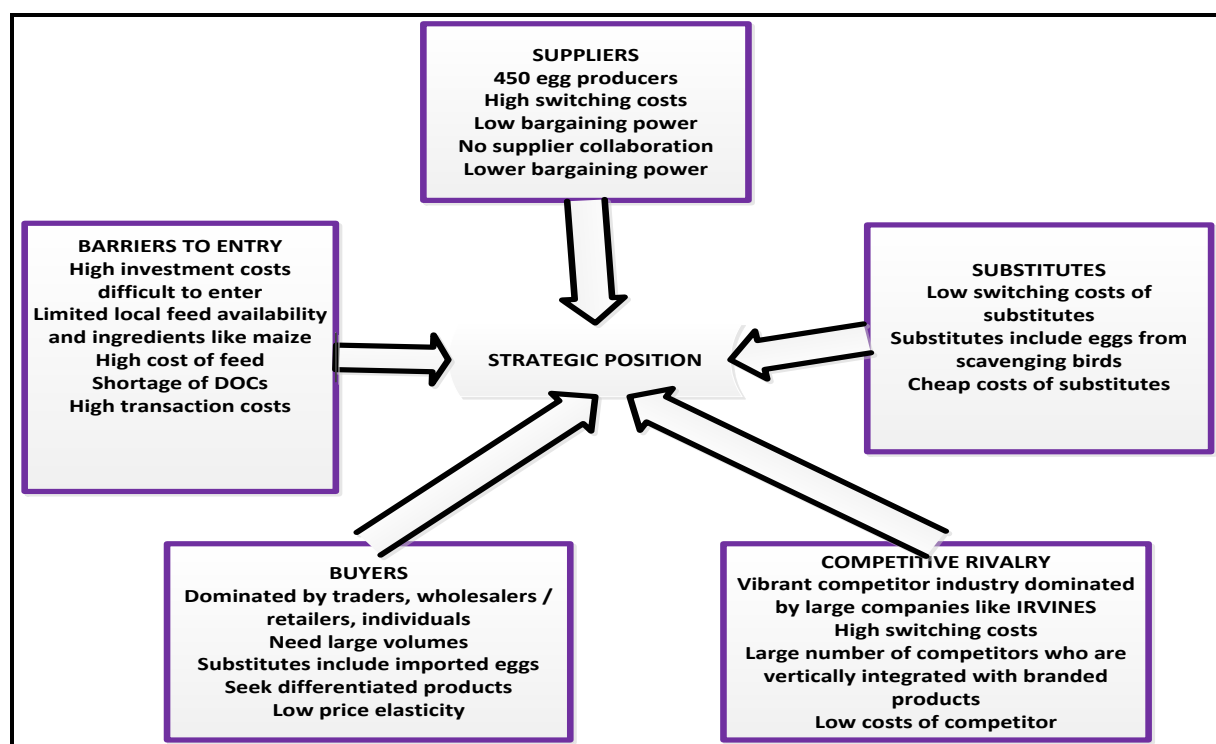 SUPPLIERS
450 egg producers
High switching costs
Low bargaining power
No supplier collaboration
Lower bargaining power
BARRIERS TO ENTRY
High investment costs
difficult to enter
Limited local feed availability
and ingredients like maize
High cost of feed
Shortage of DOCs
High transaction costs
STRATEGIC POSITION
SUBSTITUTES
Low switching costs of
substitutes
Substitutes include eggs from
scavenging birds
Cheap costs of substitutes
BUYERS
Dominated by traders, wholesalers /
retailers, individuals
Need large volumes
Substitutes include imported eggs
Seek differentiated products
Low price elasticity
COMPETITIVE RIVALRY
Vibrant competitor industry dominated
by large companies like IRVINES
High switching costs
Large number of competitors who are
vertically integrated with branded
products
Low costs of competitor